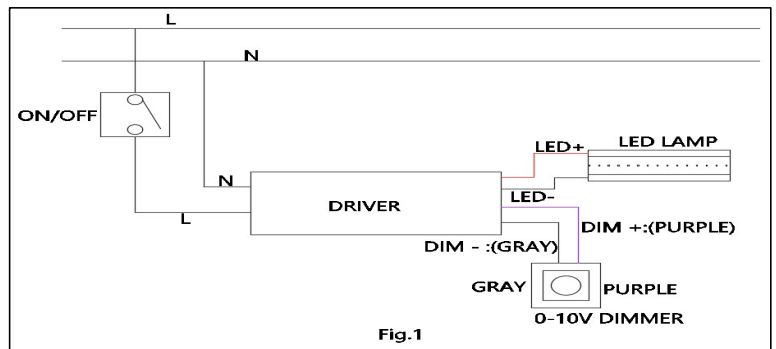 L
N
ON/OFF
LED LAMP
LED+
N
DRIVER
LED-
L
DIM +:(PURPLE)
DIM - :(GRAY)
GRAY
PURPLE
0-10V DIMMER
Fig.1